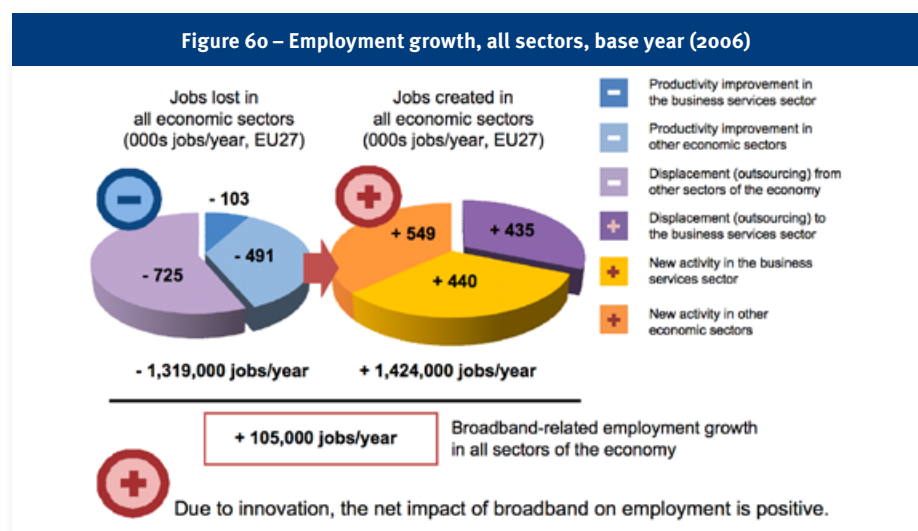 Figure 60 – Employment growth, all sectors, base year (2006)
Jobs lost in
all economic sectors
(000s jobs/year, EU27)
Jobs created in
all economic sectors
(000s jobs/year, EU27)
- 103
- 491
- 725
+ 549
+ 435
+ 440
- 1,319,000 jobs/year
+ 1,424,000 jobs/year
Productivity improvement in
the business services sector
Productivity improvement in
other economic sectors
Displacement (outsourcing) from
other sectors of the economy
Displacement (outsourcing) to
the business services sector
New activity in the business
services sector
New activity in other
economic sectors
+ 105,000 jobs/year
Broadband-related employment growth
in all sectors of the economy
Due to innovation, the net impact of broadband on employment is positive.